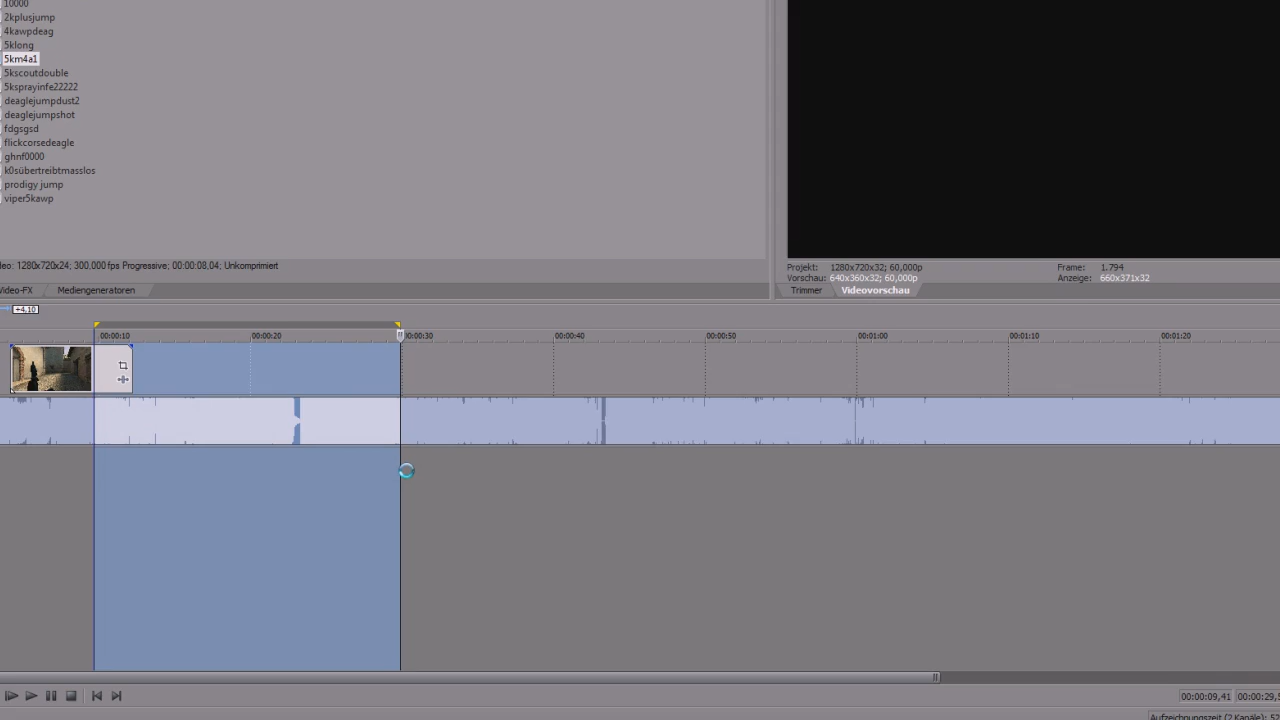 10000
2kplusjump
4kawpdeag
5klong
5km4a1
5kscoutdouble
5ksprayinfe22222
deaglejumpdust2
deaglejumpshot
fdgsgsd
flickcorsedeagle
ghnf0000
k0sübertreibtmasslos
prodigy jump
viper5kawp
deo: 1280x720x24; 300,000 fps Progressive; 00:00:08,04; Unkomprimiert
Projekt: 1280x720x32; 60,000p Frame: 1.794
Vorschau: 640x360x32; 60,000p Anzeige: 660x371x32
Video-FX Mediengeneratoren Trimmer Videovorschau
+4,10
00:00:10 00:00:20 00:00:30 00:00:40 00:00:50 00:01:00 00:01:10 00:01:20
00:00:09,41 00:00:29,5
Aufzeichnungszeit (2 Kanäle): 52